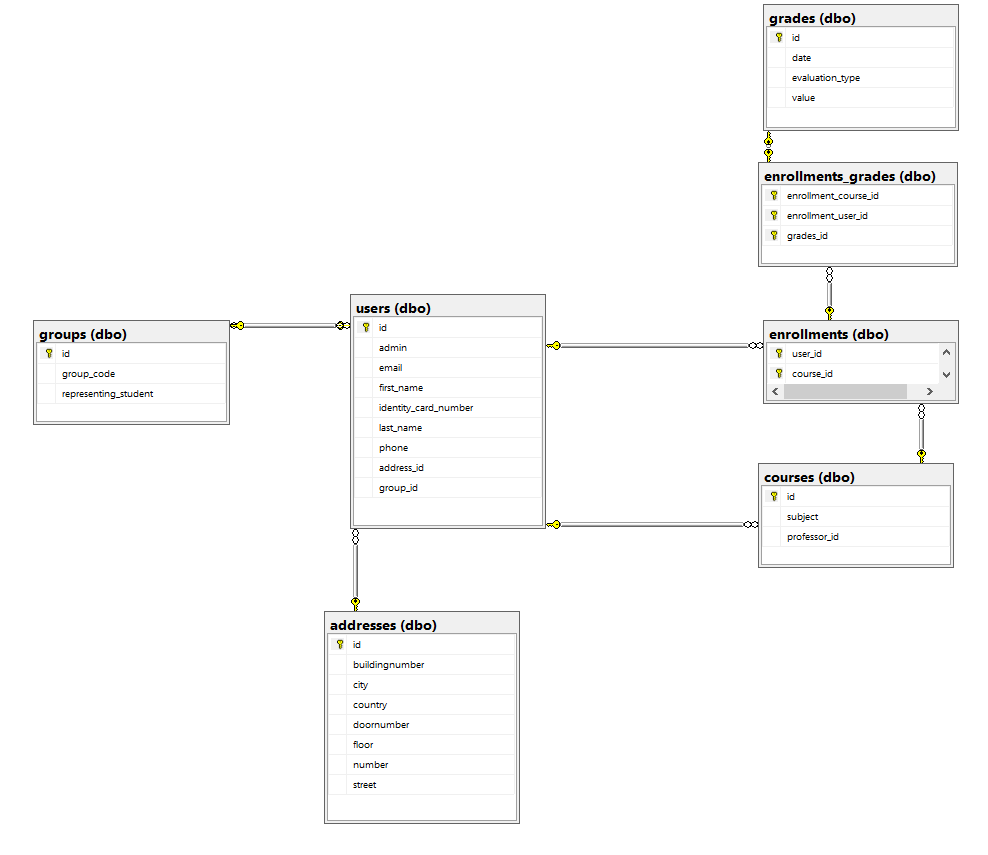 grades (dbo)
id
date
evaluation_type
value
enrollments_grades (dbo)
enrollment_course_id
enrollment_user_id
grades_id
users (dbo)
id
admin
email
first_name
identity_card_number
last_name
phone
address_id
group_id
groups (dbo)
id
group_code
representing_student
enrollments (dbo)
user_id
course_id
courses (dbo)
id
subject
professor_id
addresses (dbo)
id
buildingnumber
city
country
doornumber
floor
number
street